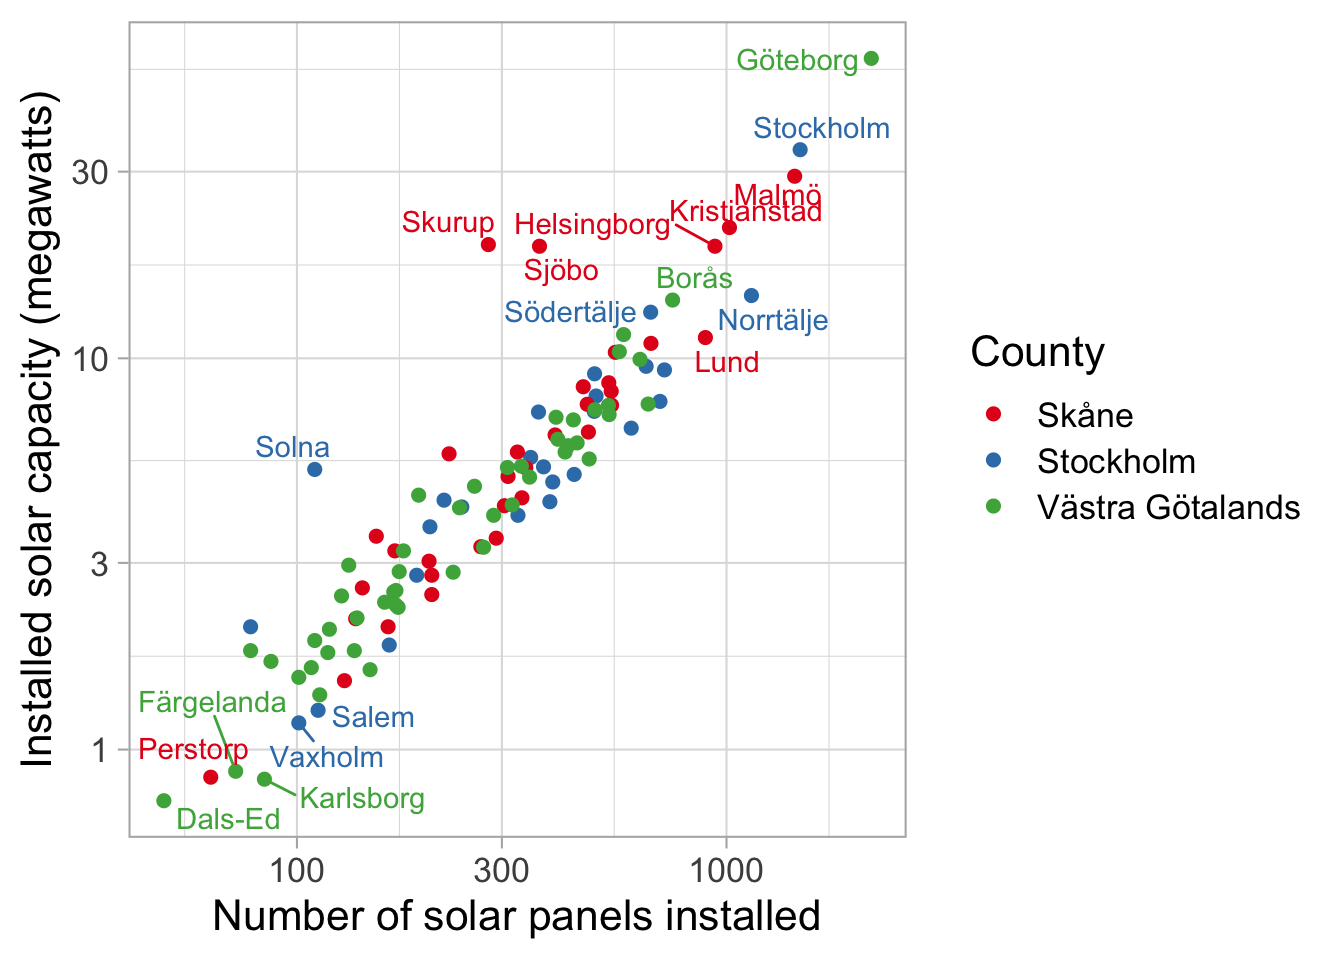 Göteborg
Stockholm
30
Malmö
Kristianstad
Skurup
Helsingborg
Sjöbo
Borås
Södertälje
Norrtälje
10
Lund
Solna
3
Färgelanda
Salem
Perstorp
1
Vaxholm
Karlsborg
Dals-Ed
100
300
1000
Number of solar panels installed
Installed solar capacity (megawatts)
County
Skåne
Stockholm
Västra Götalands